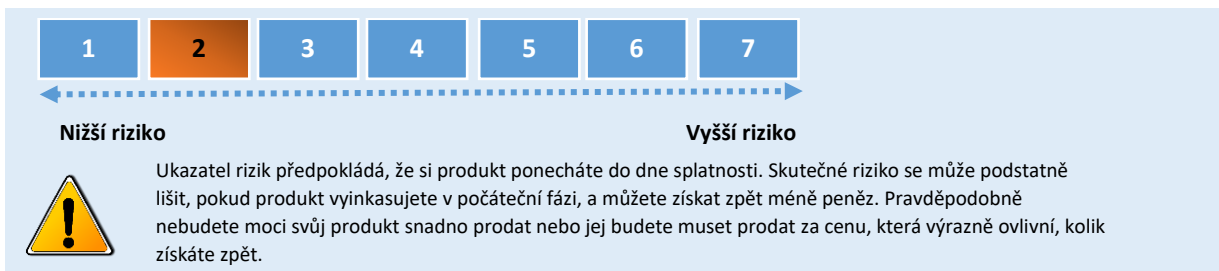 1 2 3 4 5 6 7
Nižší riziko Vyšší riziko
Ukazatel rizik předpokládá, že si produkt ponecháte do dne splatnosti. Skutečné riziko se může podstatně
lišit, pokud produkt vyinkasujete v počáteční fázi, a můžete získat zpět méně peněz. Pravděpodobně
nebudete moci svůj produkt snadno prodat nebo jej budete muset prodat za cenu, která výrazně ovlivní, kolik
získáte zpět.